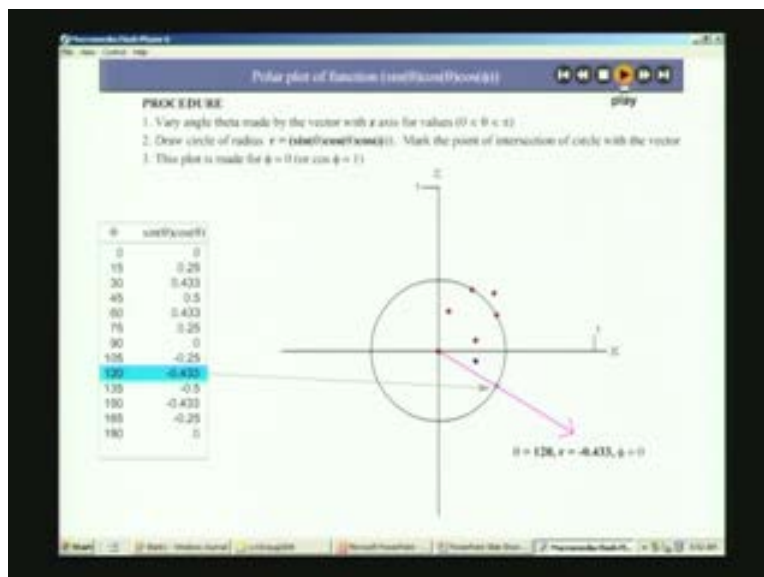 Polar plot of function (sin(θ)cos(θ)cos(ϕ))
play
PROCEDURE
1. Vary angle theta made by the vector with z axis for values (0 < θ < π)
2. Draw circle of radius r = (sin(θ)cos(θ)cos(ϕ)). Mark the point of intersection of circle with the vector
3. This plot is made for ϕ = 0 (or cos ϕ = 1)
Z
1
θ sin(θ)cos(θ)
0 0
15 0.25
30 0.433
45 0.5
60 0.433
75 0.25
90 0
105 -0.25
120 -0.433
135 -0.5
150 -0.433
165 -0.25
180 0
1
X
θ = 120, r = -0.433, ϕ = 0